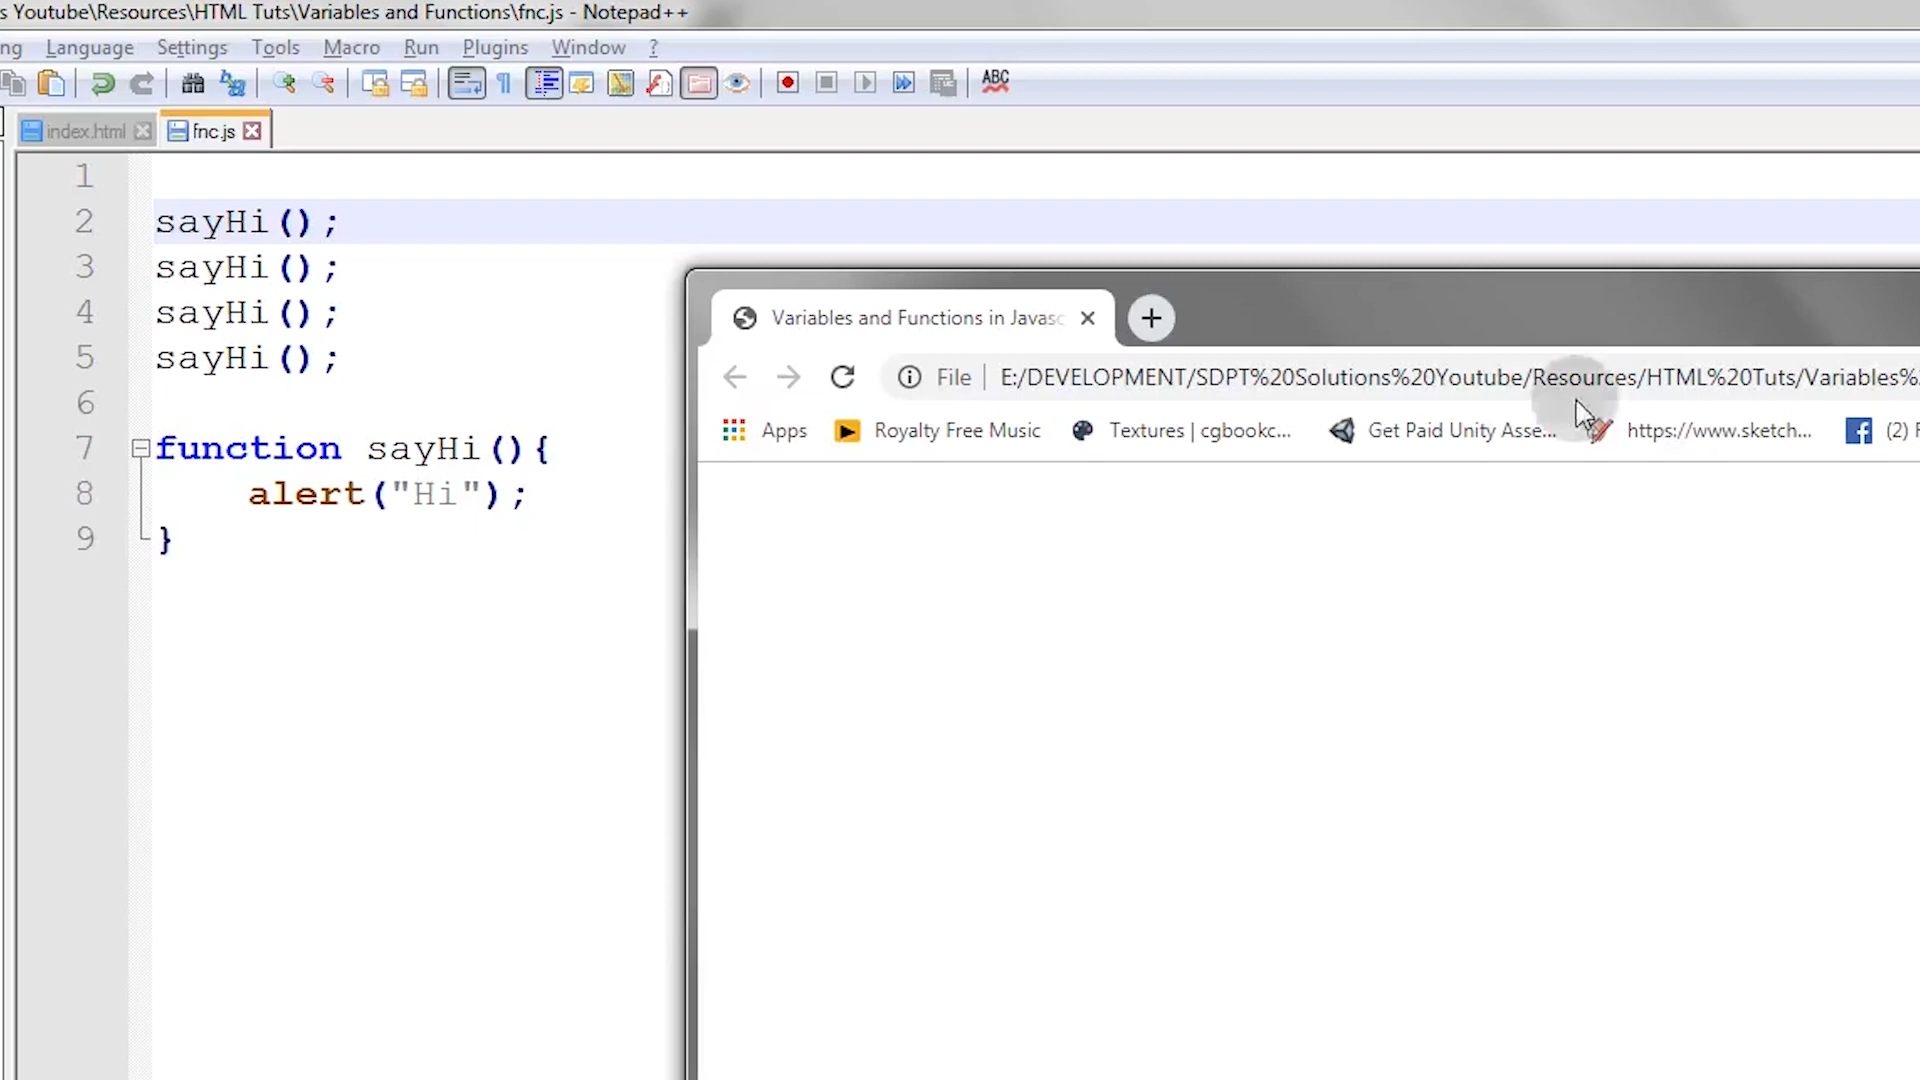 s Youtube\Resources\HTML Tuts\Variables and Functions\fnc.js - Notepad++
ng Language Settings Tools Macro Run Plugins Window ?
ABC
index.html fnc.js
1
2 sayHi();
3 sayHi();
4 sayHi();
5 sayHi();
6
7 function sayHi(){
8 alert("Hi");
9 }
Variables and Functions in Javasc
File E:/DEVELOPMENT/SDPT%20Solutions%20Youtube/Resources/HTML%20Tuts/Variables%
Apps Royalty Free Music Textures | cgbookc... Get Paid Unity Asse... https://www.sketch... (2) F